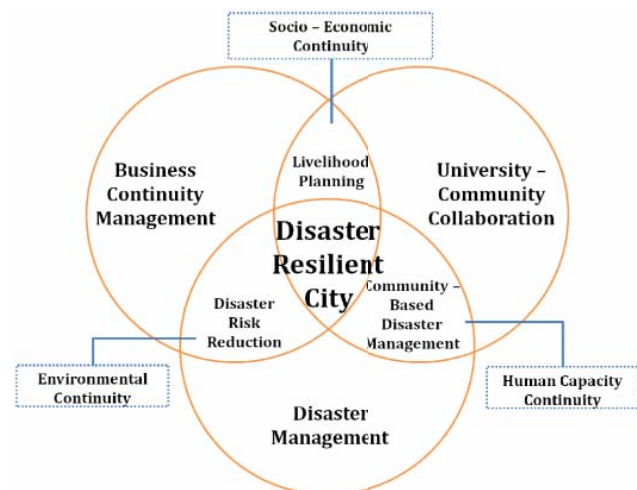 Socio – Economic
Continuity
Business
Continuity
Management
Livelihood
Planning
University –
Community
Collaboration
Disaster
Resilient
City
Disaster
Risk
Reduction
Community –
Based
Disaster
Management
Environmental
Continuity
Human Capacity
Continuity
Disaster
Management